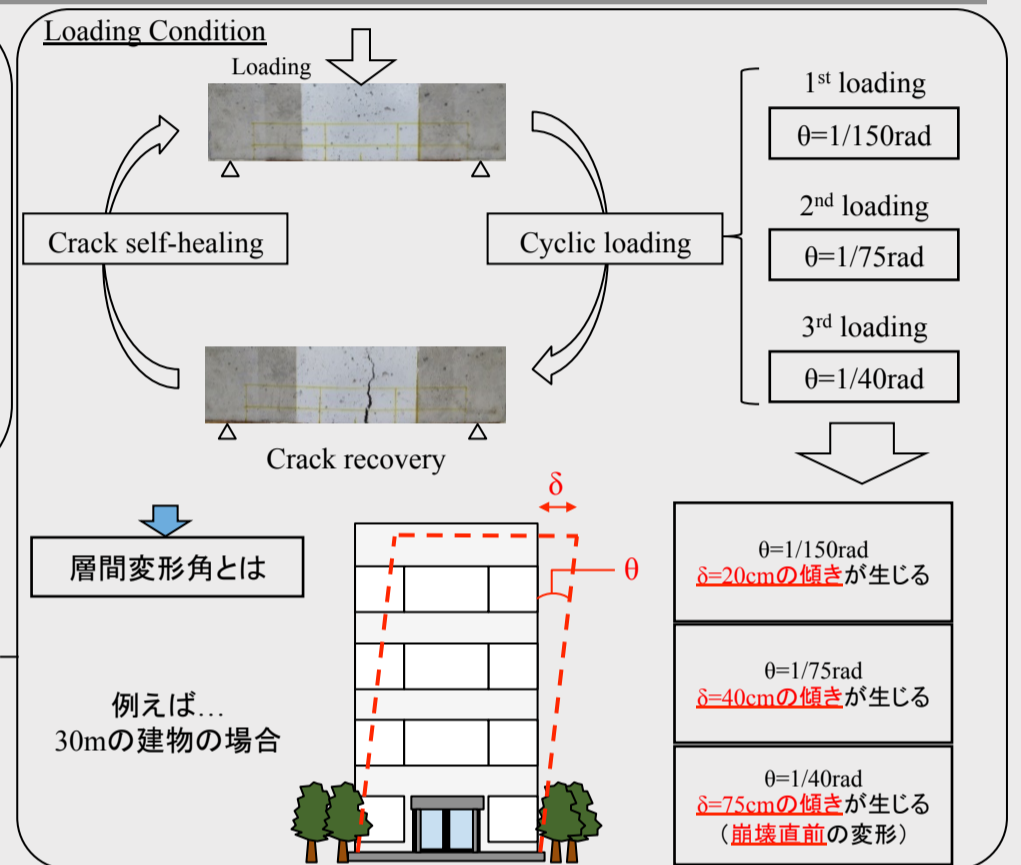 Loading Condition
Loading
Crack self-healing
Cyclic loading
Crack recovery
1st loading
θ=1/150rad
2nd loading
θ=1/75rad
3rd loading
θ=1/40rad
層間変形角とは
例えば…
30mの建物の場合
δ
θ
θ=1/150rad
δ=20cmの傾きが生じる
θ=1/75rad
δ=40cmの傾きが生じる
θ=1/40rad
δ=75cmの傾きが生じる
（崩壊直前の変形）